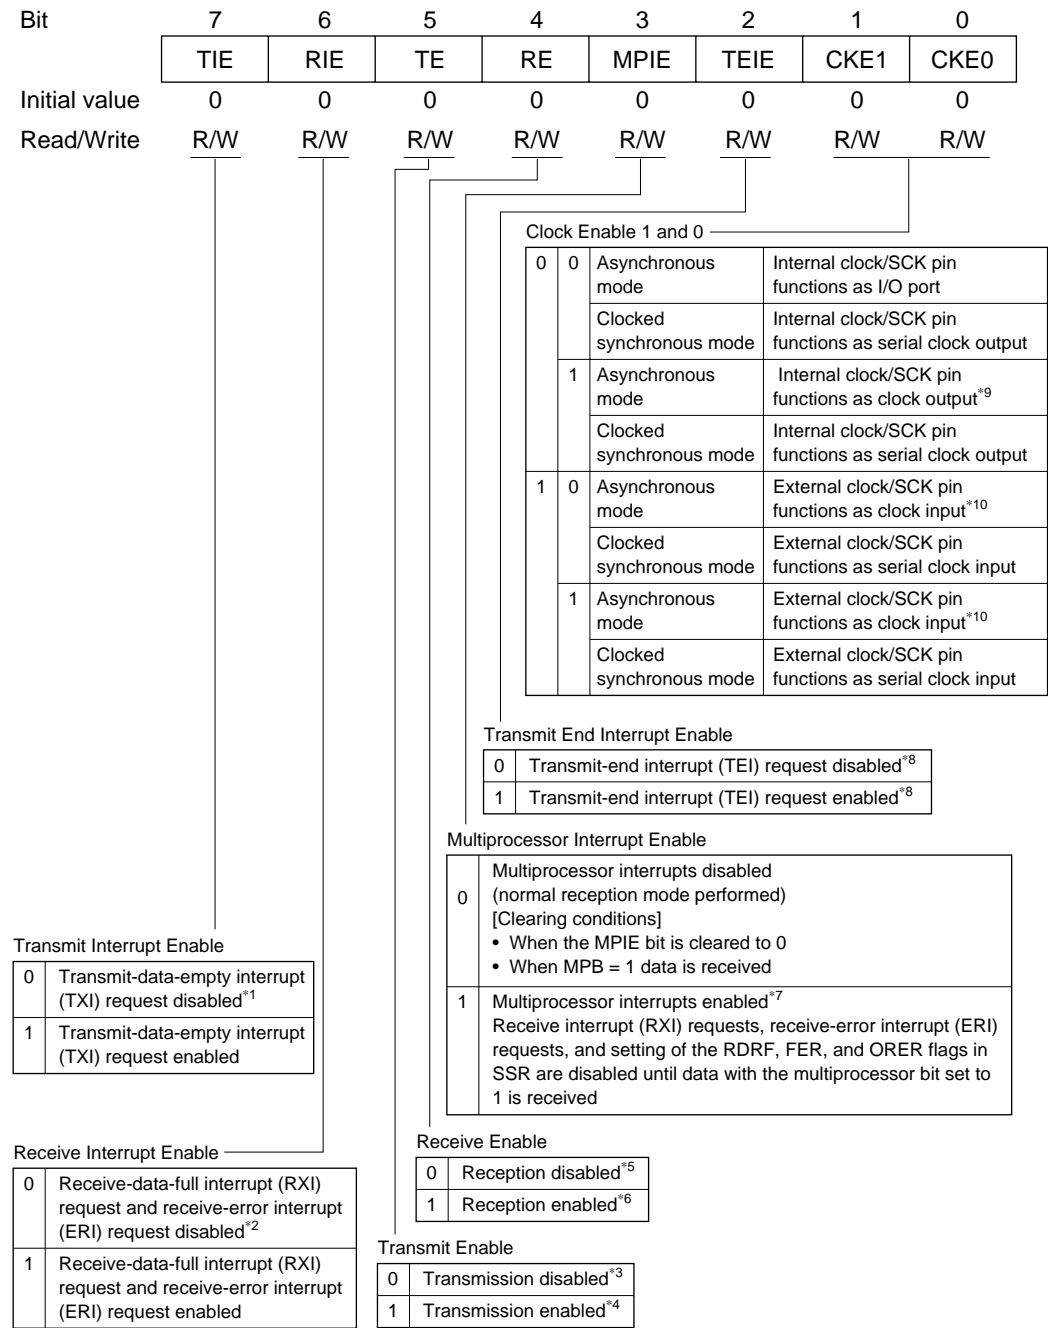 Bit 7 6 5 4 3 2 1 0
TIE RIE TE RE MPIE TEIE CKE1 CKE0
Initial value 0 0 0 0 0 0 0 0
Read/Write R/W R/W R/W R/W R/W R/W R/W R/W
Clock Enable 1 and 0
0 0 Asynchronous mode Internal clock/SCK pin functions as I/O port
Clocked synchronous mode Internal clock/SCK pin functions as serial clock output
1 Asynchronous mode Internal clock/SCK pin functions as clock output*9
Clocked synchronous mode Internal clock/SCK pin functions as serial clock output
1 0 Asynchronous mode External clock/SCK pin functions as clock input*10
Clocked synchronous mode External clock/SCK pin functions as serial clock input
1 Asynchronous mode External clock/SCK pin functions as clock input*10
Clocked synchronous mode External clock/SCK pin functions as serial clock input
Transmit End Interrupt Enable
0 Transmit-end interrupt (TEI) request disabled*8
1 Transmit-end interrupt (TEI) request enabled*8
Multiprocessor Interrupt Enable
0 Multiprocessor interrupts disabled
(normal reception mode performed)
[Clearing conditions]
• When the MPIE bit is cleared to 0
• When MPB = 1 data is received
1 Multiprocessor interrupts enabled*7
Receive interrupt (RXI) requests, receive-error interrupt (ERI)
requests, and setting of the RDRF, FER, and ORER flags in
SSR are disabled until data with the multiprocessor bit set to
1 is received
Transmit Interrupt Enable
0 Transmit-data-empty interrupt
(TXI) request disabled*1
1 Transmit-data-empty interrupt
(TXI) request enabled
Receive Enable
0 Reception disabled*5
1 Reception enabled*6
Receive Interrupt Enable
0 Receive-data-full interrupt (RXI)
request and receive-error interrupt
(ERI) request disabled*2
1 Receive-data-full interrupt (RXI)
request and receive-error interrupt
(ERI) request enabled
Transmit Enable
0 Transmission disabled*3
1 Transmission enabled*4